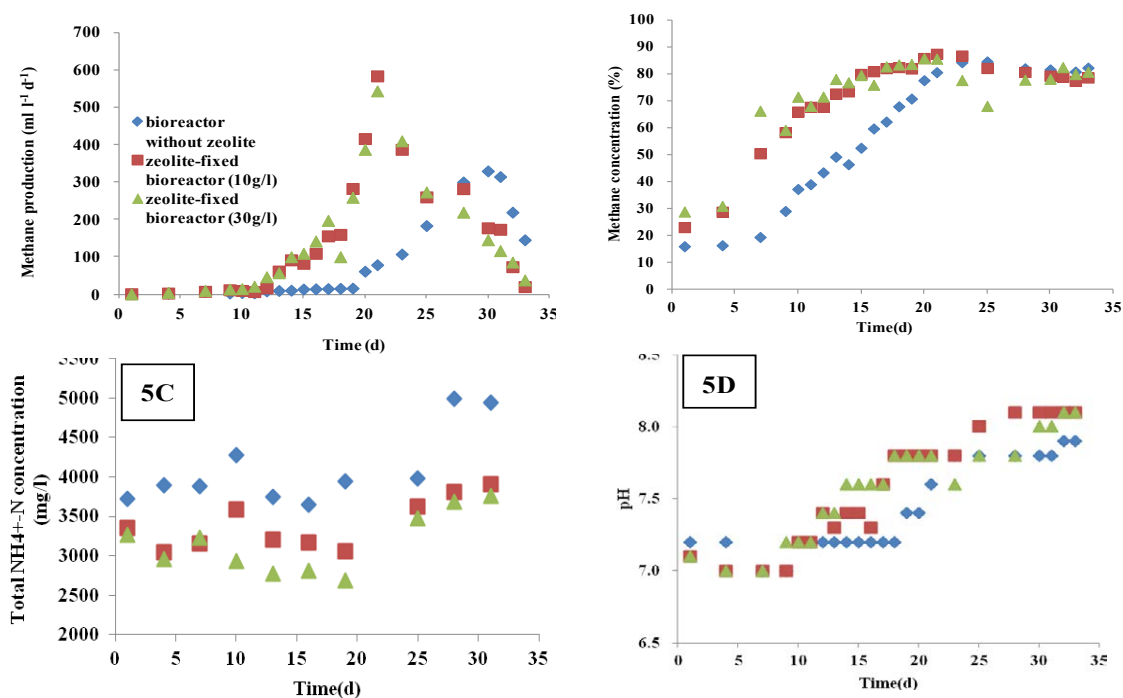 Methane production (ml l⁻¹ d⁻¹)
700
600
500
400
300
200
100
0
bioreactor
without zeolite
zeolite-fixed
bioreactor (10g/l)
zeolite-fixed
bioreactor (30g/l)
0 5 10 15 20 25 30 35
Time (d)
Methane concentration (%)
100
90
80
70
60
50
40
30
20
10
0
0 5 10 15 20 25 30 35
Time(d)
5C
Total NH4+-N concentration
(mg/l)
5500
5000
4500
4000
3500
3000
2500
2000
0 5 10 15 20 25 30 35
Time(d)
5D
pH
8.5
8.0
7.5
7.0
6.5
0 5 10 15 20 25 30 35
Time(d)